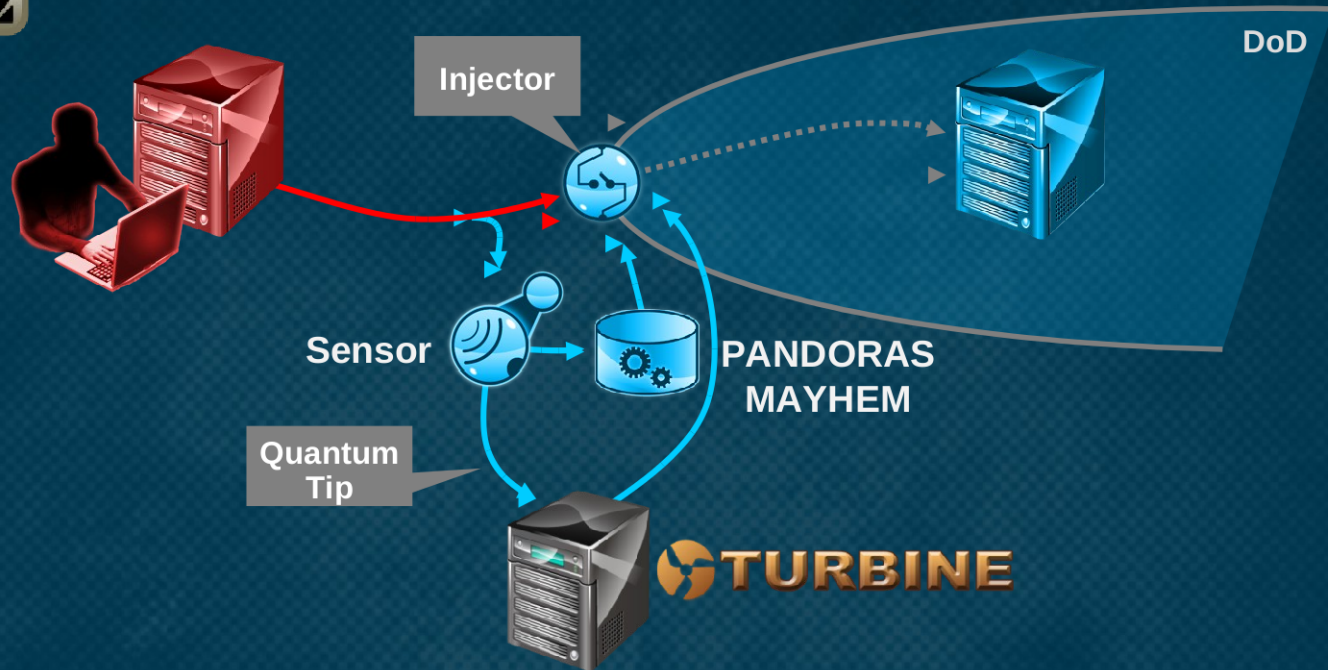 DoD
Injector
Sensor
PANDORAS
MAYHEM
Quantum
Tip
TURBINE